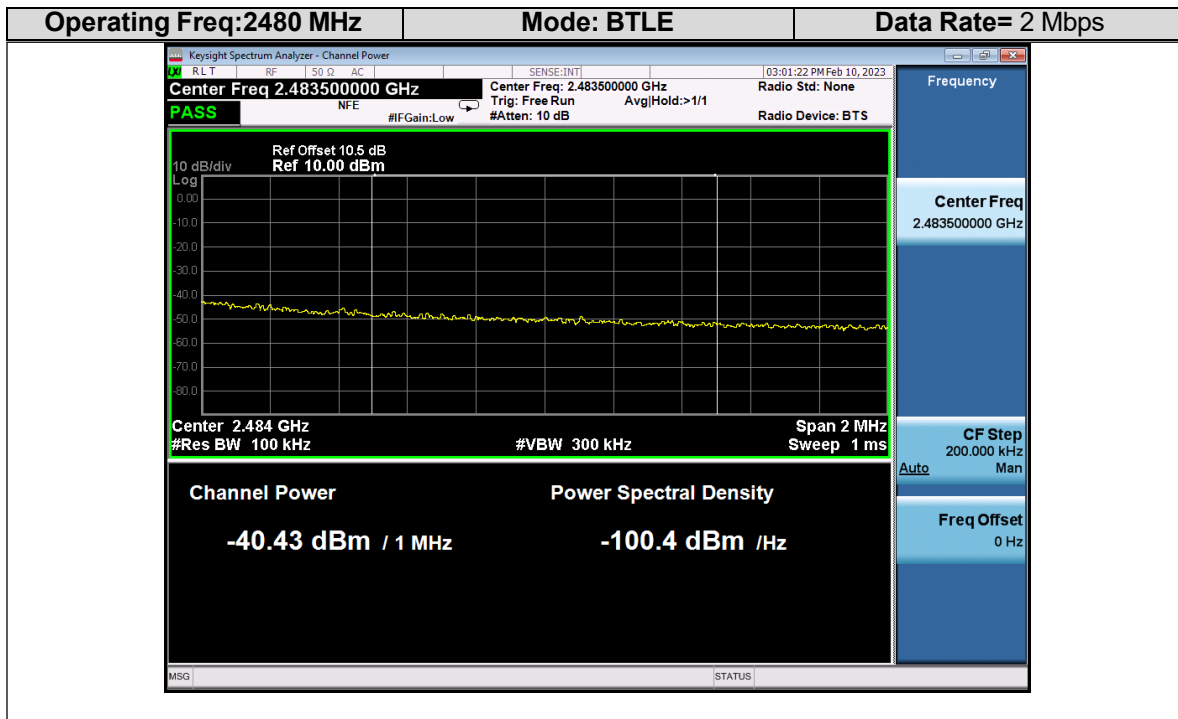 Operating Freq:2480 MHz Mode: BTLE Data Rate= 2 Mbps
Keysight Spectrum Analyzer - Channel Power
LXI R L T RF 50 Ω AC SENSE:INT 03:01:22 PM Feb 10, 2023
Center Freq 2.483500000 GHz Center Freq: 2.483500000 GHz Radio Std: None
PASS NFE Trig: Free Run Avg|Hold:>1/1
#IFGain:Low #Atten: 10 dB Radio Device: BTS
Ref Offset 10.5 dB
10 dB/div Ref 10.00 dBm
Log
0.00
-10.0
-20.0
-30.0
-40.0
-50.0
-60.0
-70.0
-80.0
Center 2.484 GHz Span 2 MHz
#Res BW 100 kHz #VBW 300 kHz Sweep 1 ms
Channel Power Power Spectral Density
-40.43 dBm / 1 MHz -100.4 dBm /Hz
MSG STATUS
Frequency
Center Freq
2.483500000 GHz
CF Step
200.000 kHz
Auto Man
Freq Offset
0 Hz